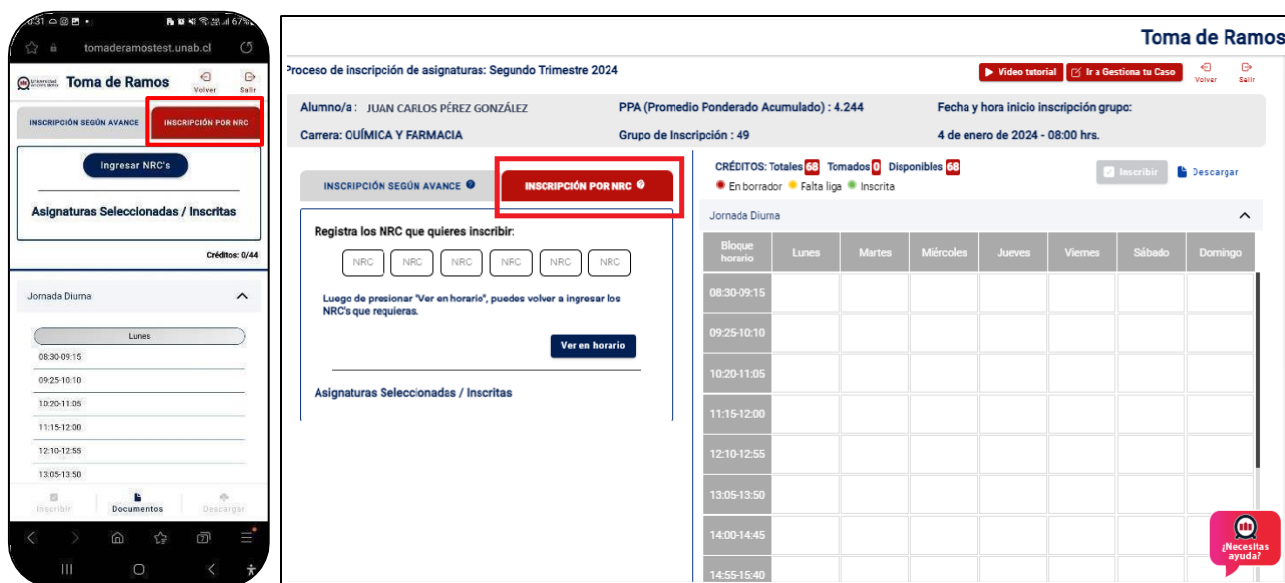 0:31
67%
tomaderamostest.unab.cl
Toma de Ramos
Volver
Salir
INSCRIPCIÓN SEGÚN AVANCE
INSCRIPCIÓN POR NRC
Ingresar NRC's
Asignaturas Seleccionadas / Inscritas
Créditos: 0/44
Jornada Diurna
Lunes
08:30-09:15
09:25-10:10
10:20-11:05
11:15-12:00
12:10-12:55
13:05-13:50
Inscribir
Documentos
Descargar
Toma de Ramos
Proceso de inscripción de asignaturas: Segundo Trimestre 2024
Video tutorial
Ir a Gestiona tu Caso
Volver
Salir
Alumno/a : JUAN CARLOS PÉREZ GONZÁLEZ
PPA (Promedio Ponderado Acumulado) : 4.244
Fecha y hora inicio inscripción grupo:
Carrera: QUÍMICA Y FARMACIA
Grupo de Inscripción : 49
4 de enero de 2024 - 08:00 hrs.
INSCRIPCIÓN SEGÚN AVANCE ?
INSCRIPCIÓN POR NRC ?
Registra los NRC que quieres inscribir:
NRC NRC NRC NRC NRC NRC
Luego de presionar "Ver en horario", puedes volver a ingresar los
NRC's que requieras.
Ver en horario
Asignaturas Seleccionadas / Inscritas
CRÉDITOS: Totales 68 Tomados 0 Disponibles 68
En borrador Falta liga Inscrita
Inscribir
Descargar
Jornada Diurna
Bloque
horario
Lunes Martes Miércoles Jueves Viernes Sábado Domingo
08:30-09:15
09:25-10:10
10:20-11:05
11:15-12:00
12:10-12:55
13:05-13:50
14:00-14:45
14:55-15:40
¿Necesitas
ayuda?